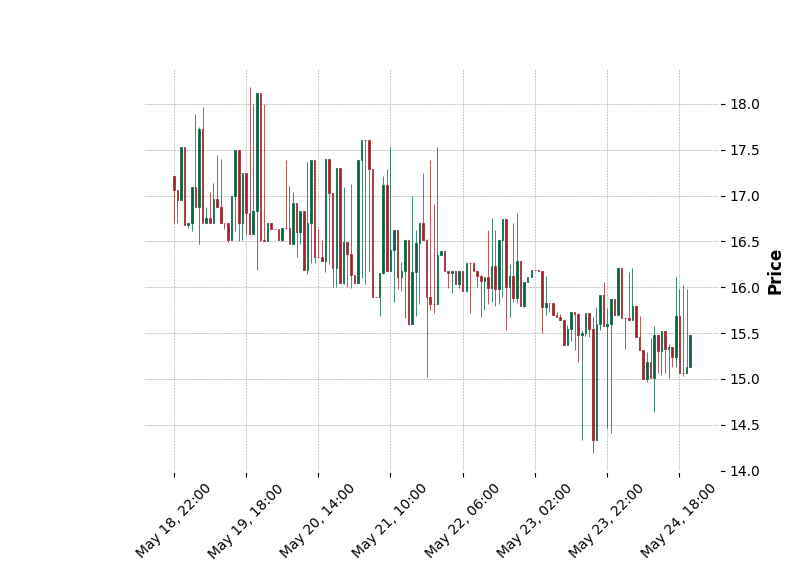 18.0
17.5
17.0
16.5
16.0
15.5
15.0
14.5
14.0
Price
May 18, 22:00
May 19, 18:00
May 20, 14:00
May 21, 10:00
May 22, 06:00
May 23, 02:00
May 23, 22:00
May 24, 18:00